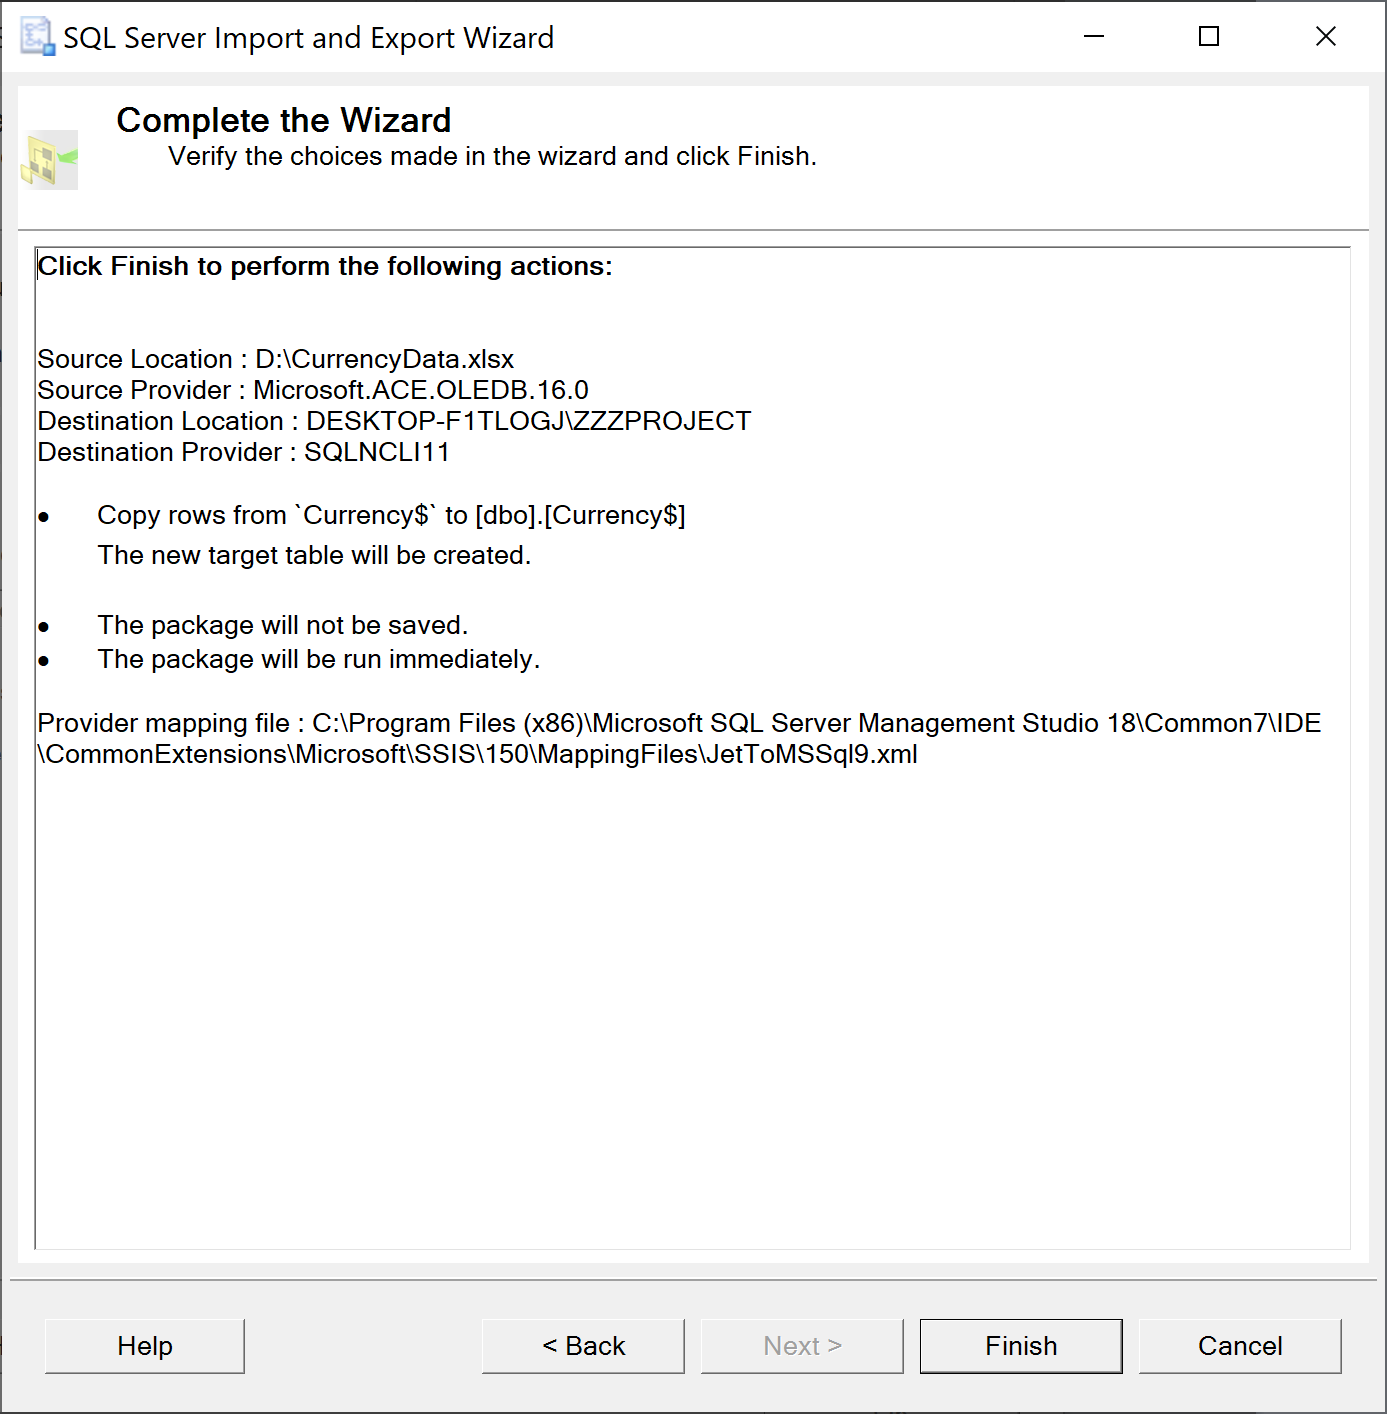 SQL Server Import and Export Wizard
Complete the Wizard
Verify the choices made in the wizard and click Finish.
Click Finish to perform the following actions:
Source Location : D:\CurrencyData.xlsx
Source Provider : Microsoft.ACE.OLEDB.16.0
Destination Location : DESKTOP-F1TLOGJ\ZZZPROJECT
Destination Provider : SQLNCLI11
● Copy rows from `Currency$` to [dbo].[Currency$]
The new target table will be created.
● The package will not be saved.
● The package will be run immediately.
Provider mapping file : C:\Program Files (x86)\Microsoft SQL Server Management Studio 18\Common7\IDE
\CommonExtensions\Microsoft\SSIS\150\MappingFiles\JetToMSSql9.xml
Help < Back Next > Finish Cancel